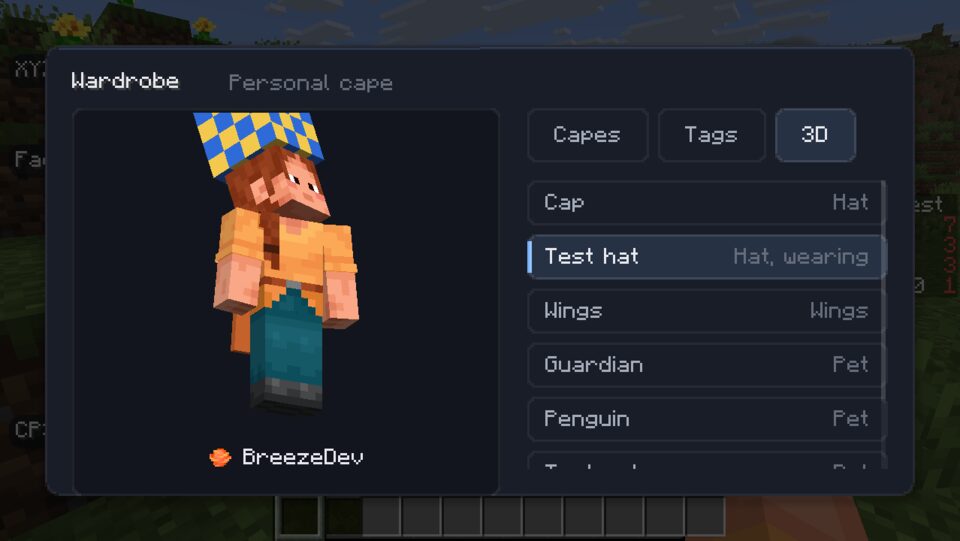 Wardrobe
Personal cape
Capes
Tags
3D
Cap
Hat
Test hat
Hat, wearing
Wings
Wings
Guardian
Pet
Penguin
Pet
BreezeDev